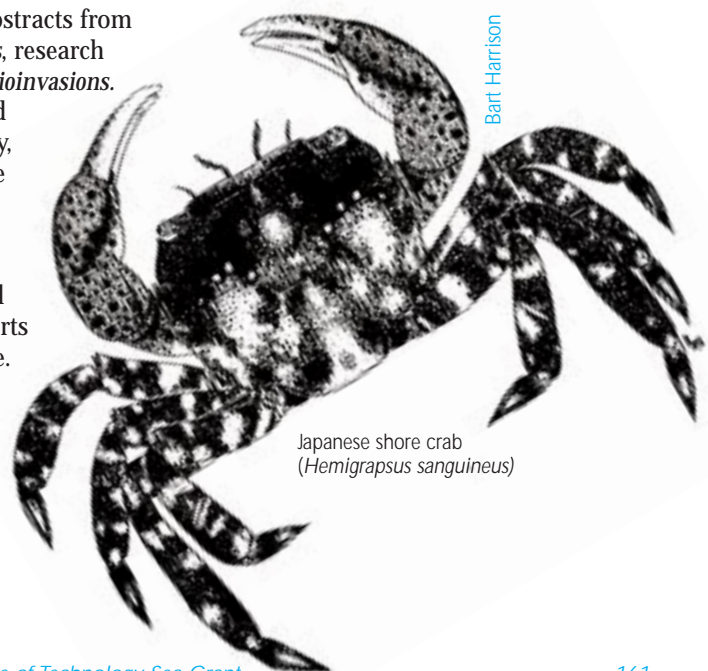 ostracts from
s, research
ioinvasions.
d
y,
e
d
rts
e.
Bart Harrison
Japanese shore crab
(Hemigrapsus sanguineus)
e of Technology Sea Grant
161